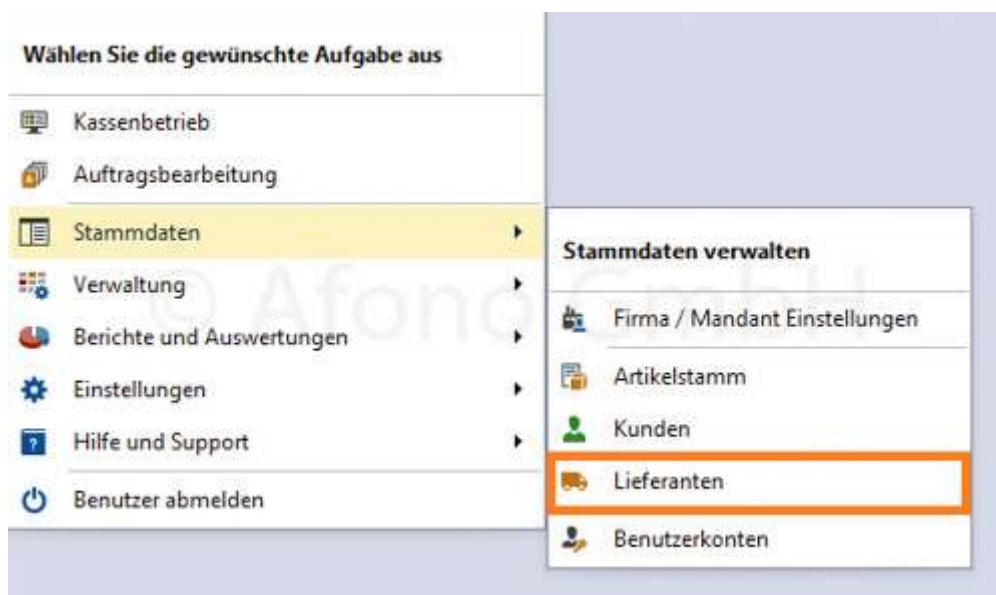 Wählen Sie die gewünschte Aufgabe aus
Kassenbetrieb
Auftragsbearbeitung
Stammdaten
Verwaltung
Berichte und Auswertungen
Einstellungen
Hilfe und Support
Benutzer abmelden
Stammdaten verwalten
Firma / Mandant Einstellungen
Artikelstamm
Kunden
Lieferanten
Benutzerkonten
© Afono GmbH